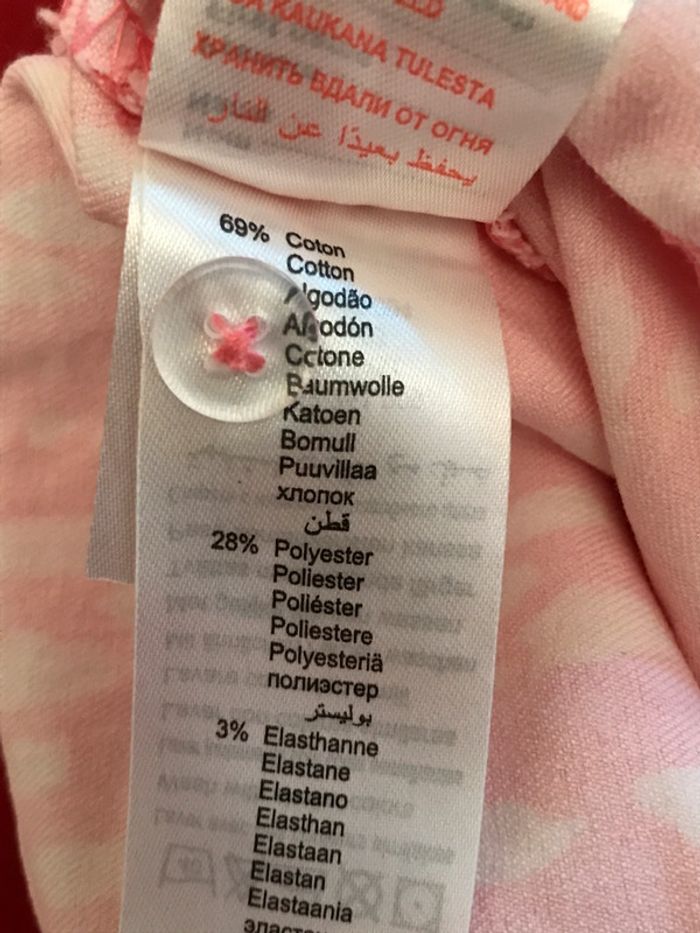 KAUKANA TULESTA
ХРАНИТЬ ВДАЛИ ОТ ОГНЯ
يحفظ بعيدًا عن النار
69% Coton
Cotton
Algodão
Algodón
Cotone
Baumwolle
Katoen
Bomull
Puuvillaa
хлопок
قطن
28% Polyester
Poliester
Poliéster
Poliestere
Polyesteriä
полиэстер
بوليستر
3% Elasthanne
Elastane
Elastano
Elasthan
Elastaan
Elastan
Elastaania